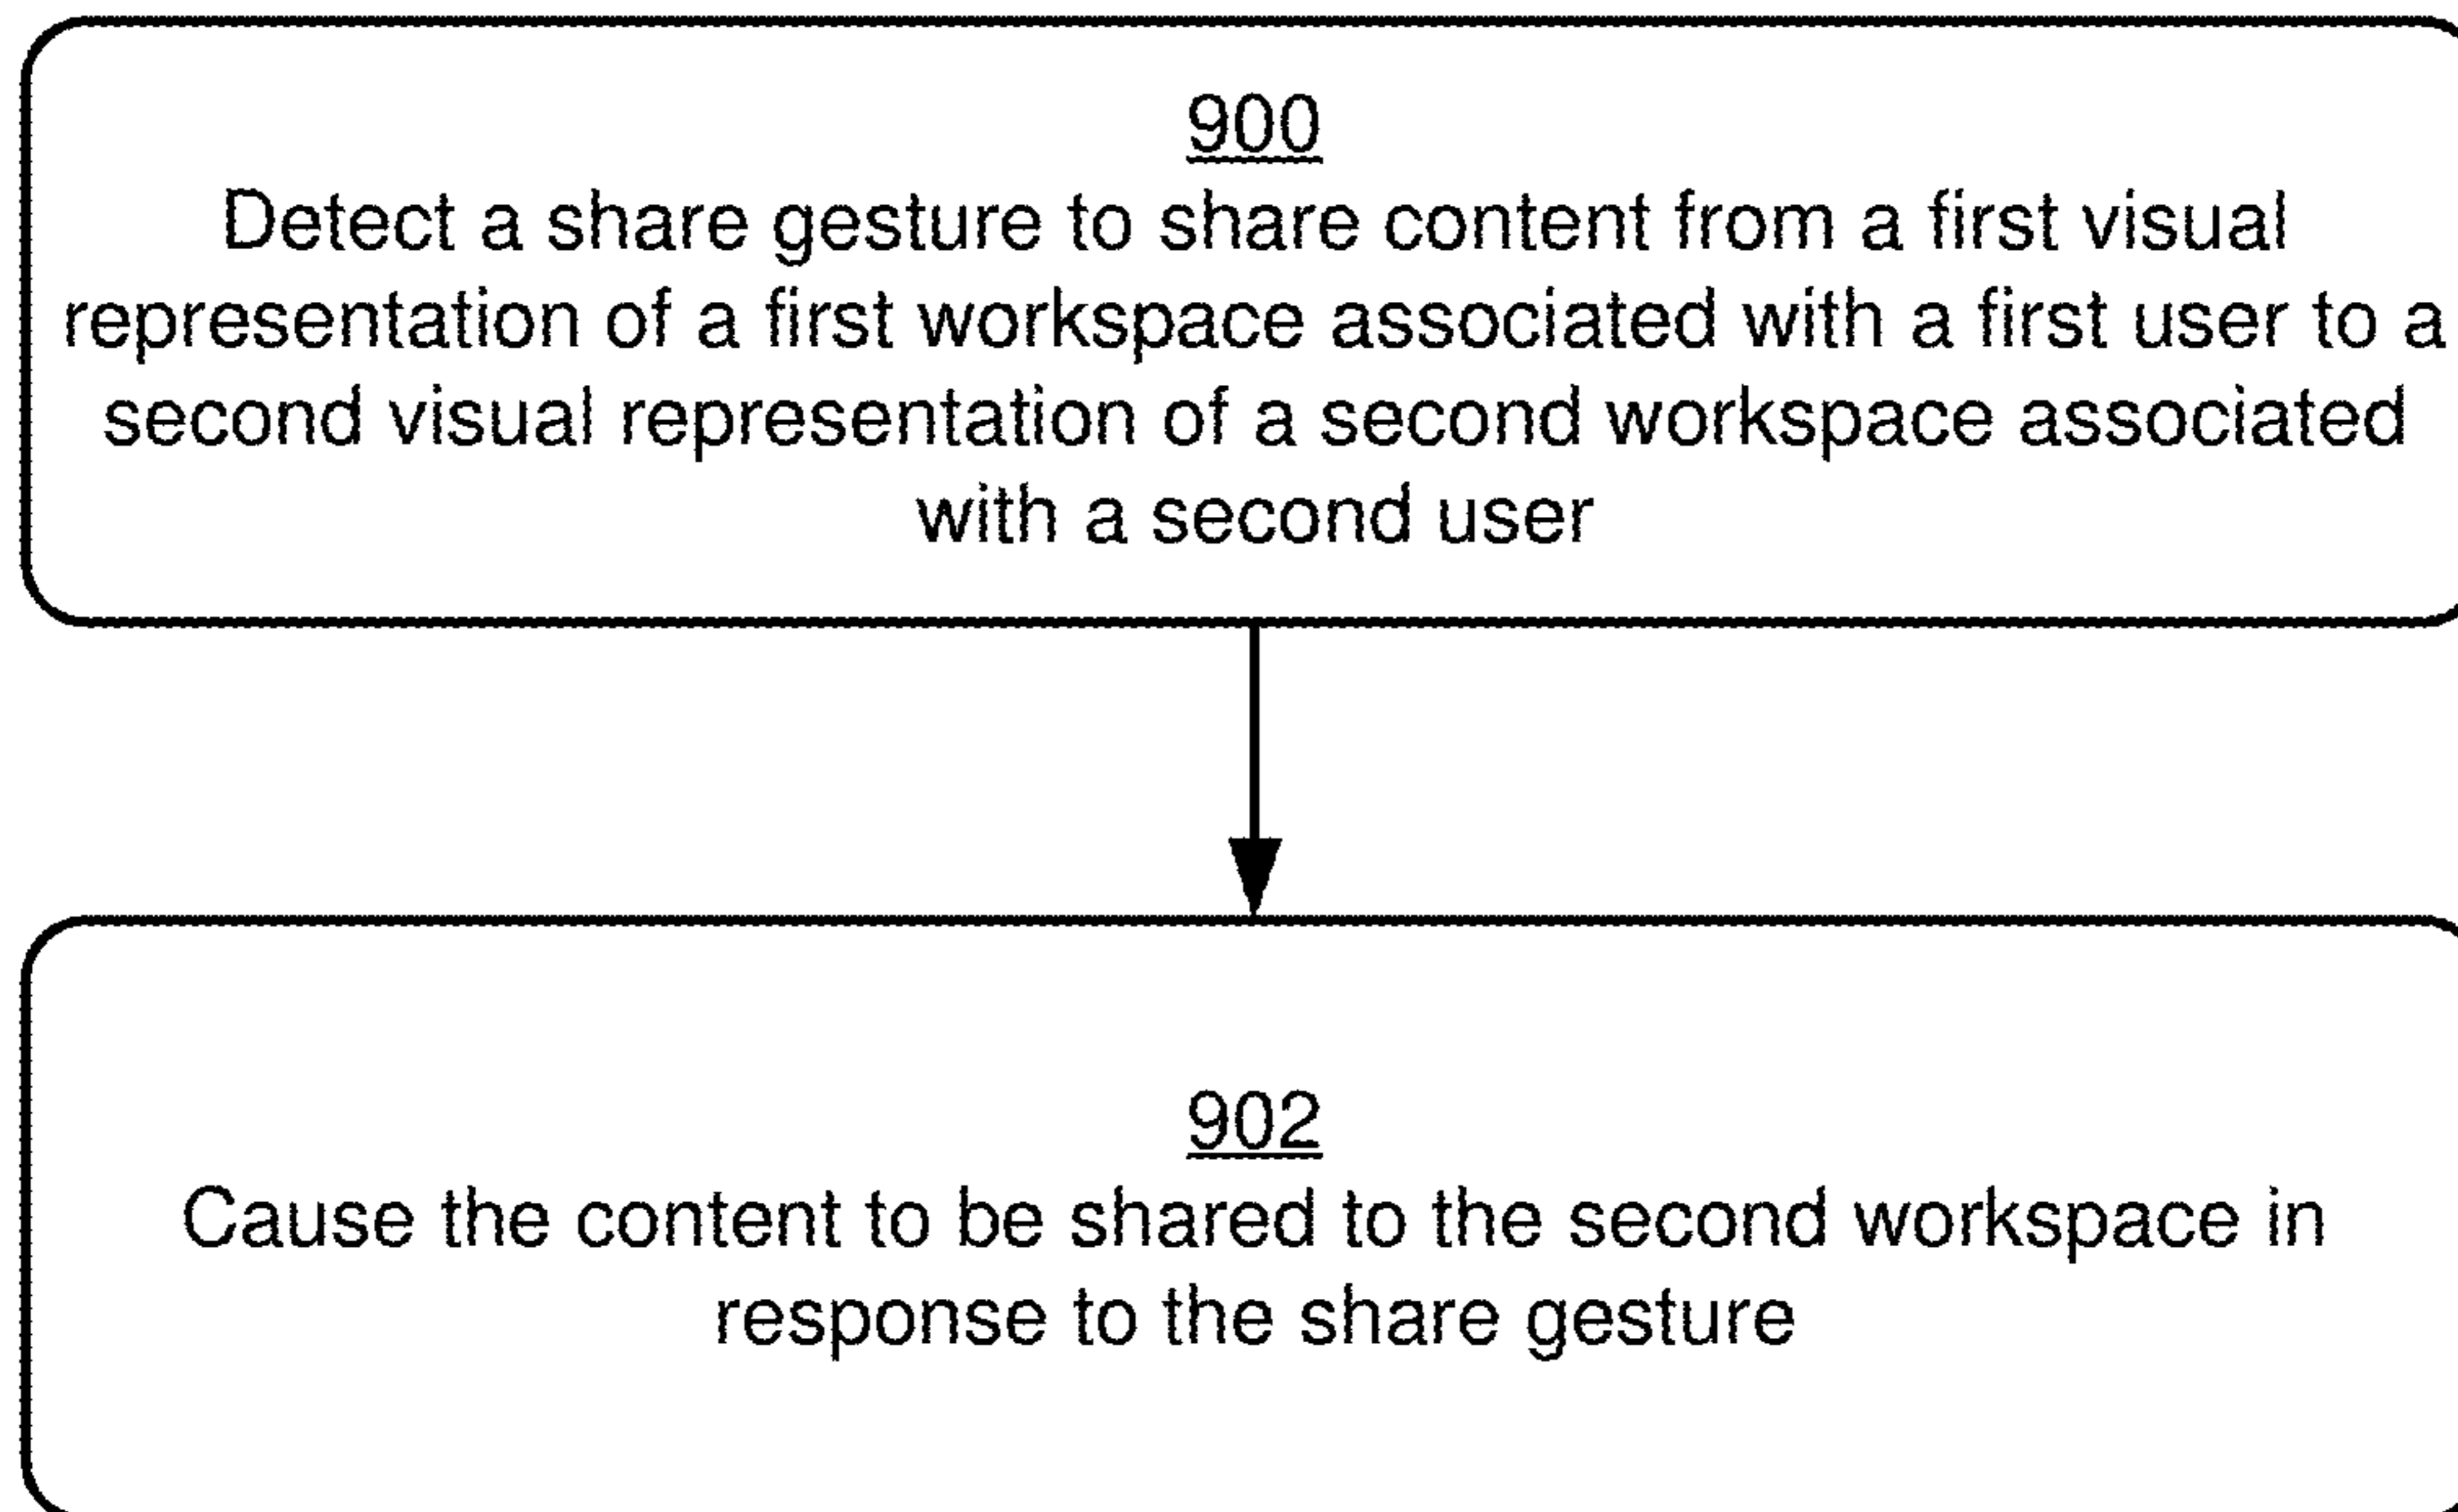 900
Detect a share gesture to share content from a first visual
representation of a first workspace associated with a first user to a
second visual representation of a second workspace associated
with a second user
902
Cause the content to be shared to the second workspace in
response to the share gesture